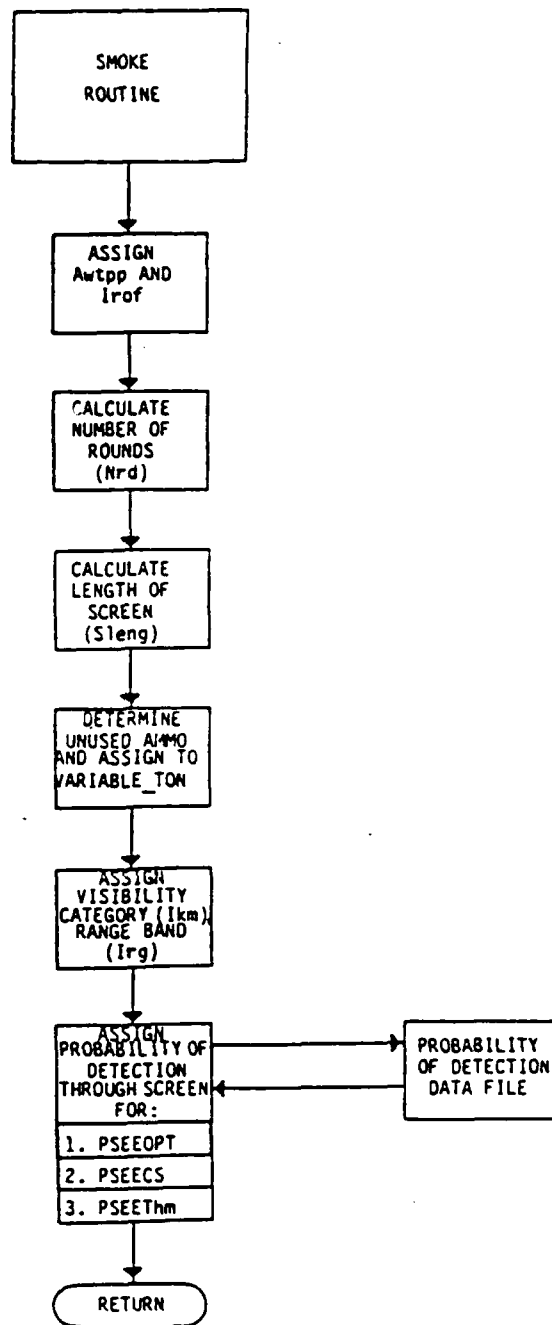 SMOKE
ROUTINE
ASSIGN
Awtpp AND
Irof
CALCULATE
NUMBER OF
ROUNDS
(Nrd)
CALCULATE
LENGTH OF
SCREEN
(Sleng)
DETERMINE
UNUSED AMMO
AND ASSIGN TO
VARIABLE_TON
ASSIGN
VISIBILITY
CATEGORY (Ikm),
RANGE BAND
(Irg)
ASSIGN
PROBABILITY OF
DETECTION
THROUGH SCREEN
FOR:
1. PSEEOPT
2. PSEECS
3. PSEEThm
PROBABILITY
OF DETECTION
DATA FILE
RETURN